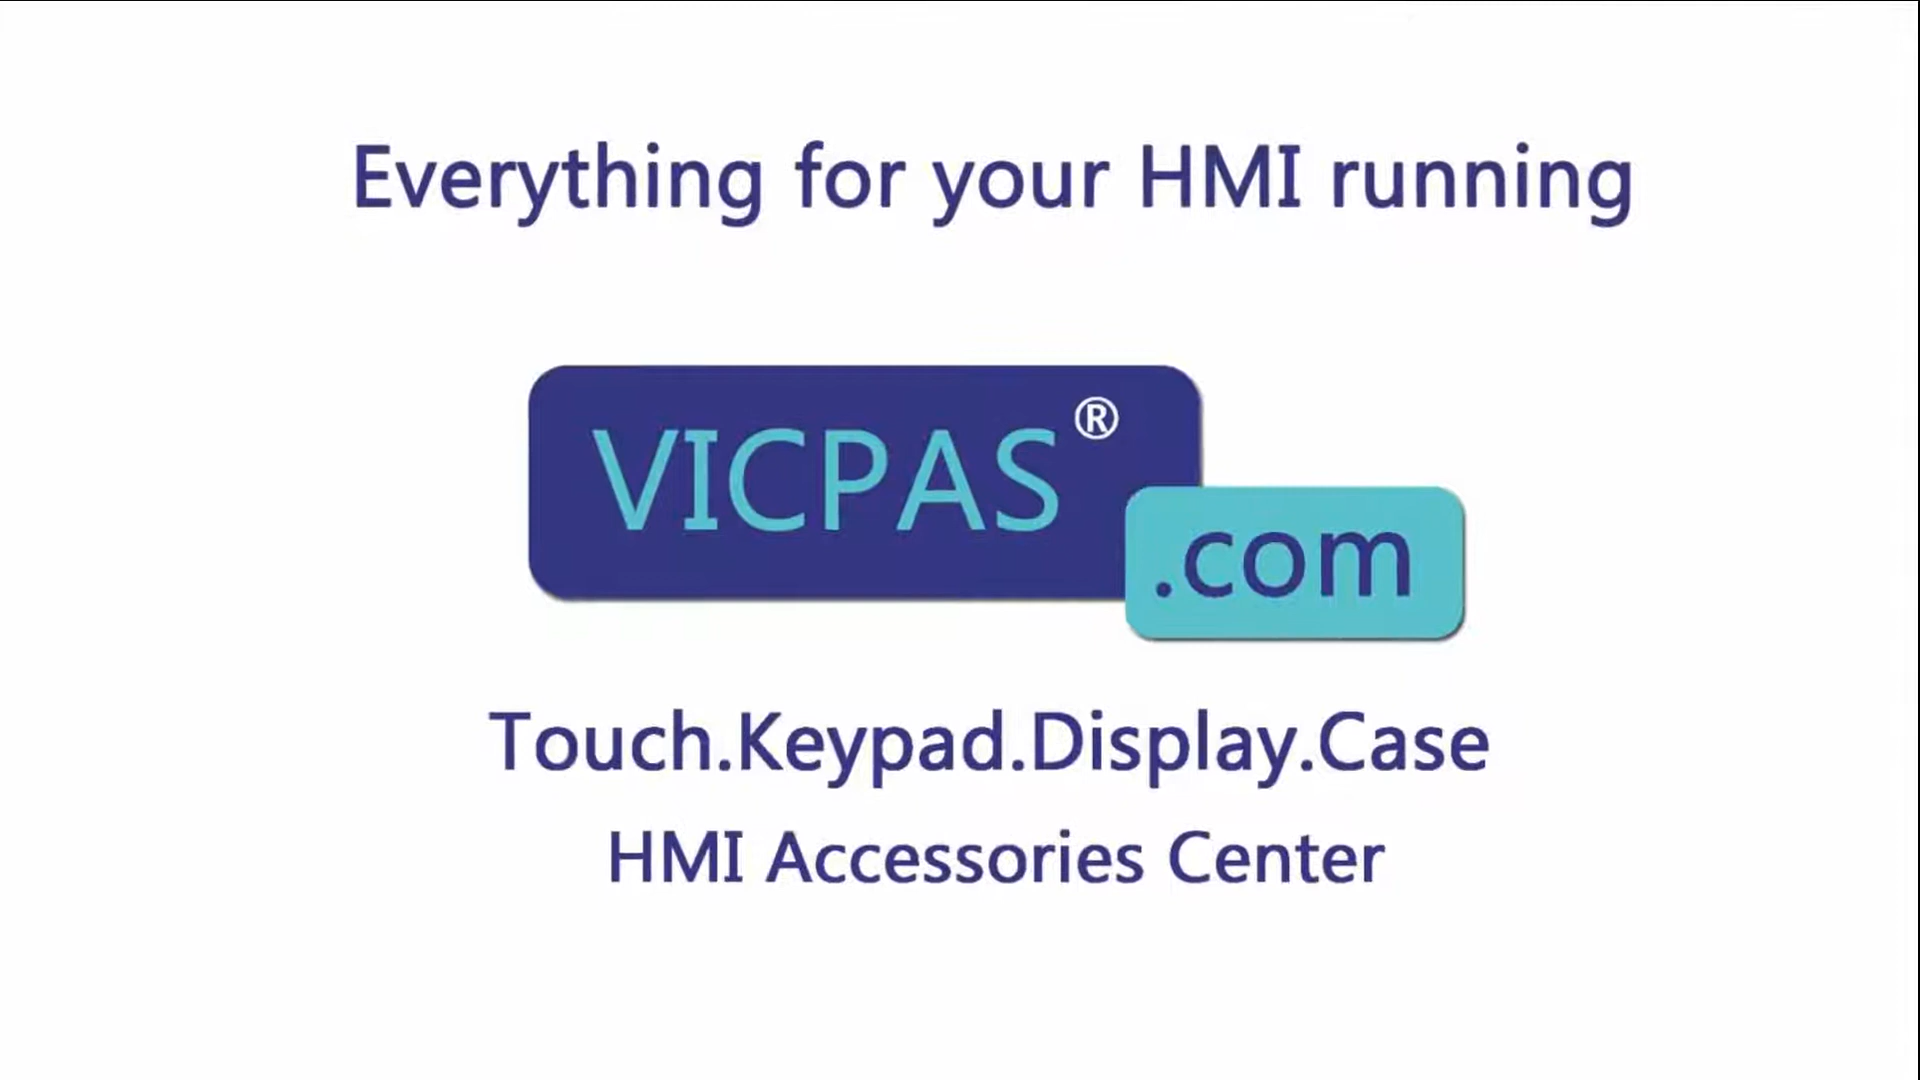 Everything for your HMI running
VICPAS®
.com
Touch.Keypad.Display.Case
HMI Accessories Center